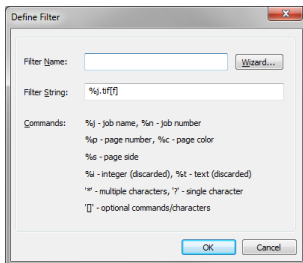 Define Filter
Filter Name:
Wizard...
Filter String: %j.tif[f]
Commands: %j - job name, %n - job number
%p - page number, %c - page color
%s - page side
%i - integer (discarded), %t - text (discarded)
'*' - multiple characters, '?' - single character
'[]' - optional commands/characters
OK Cancel